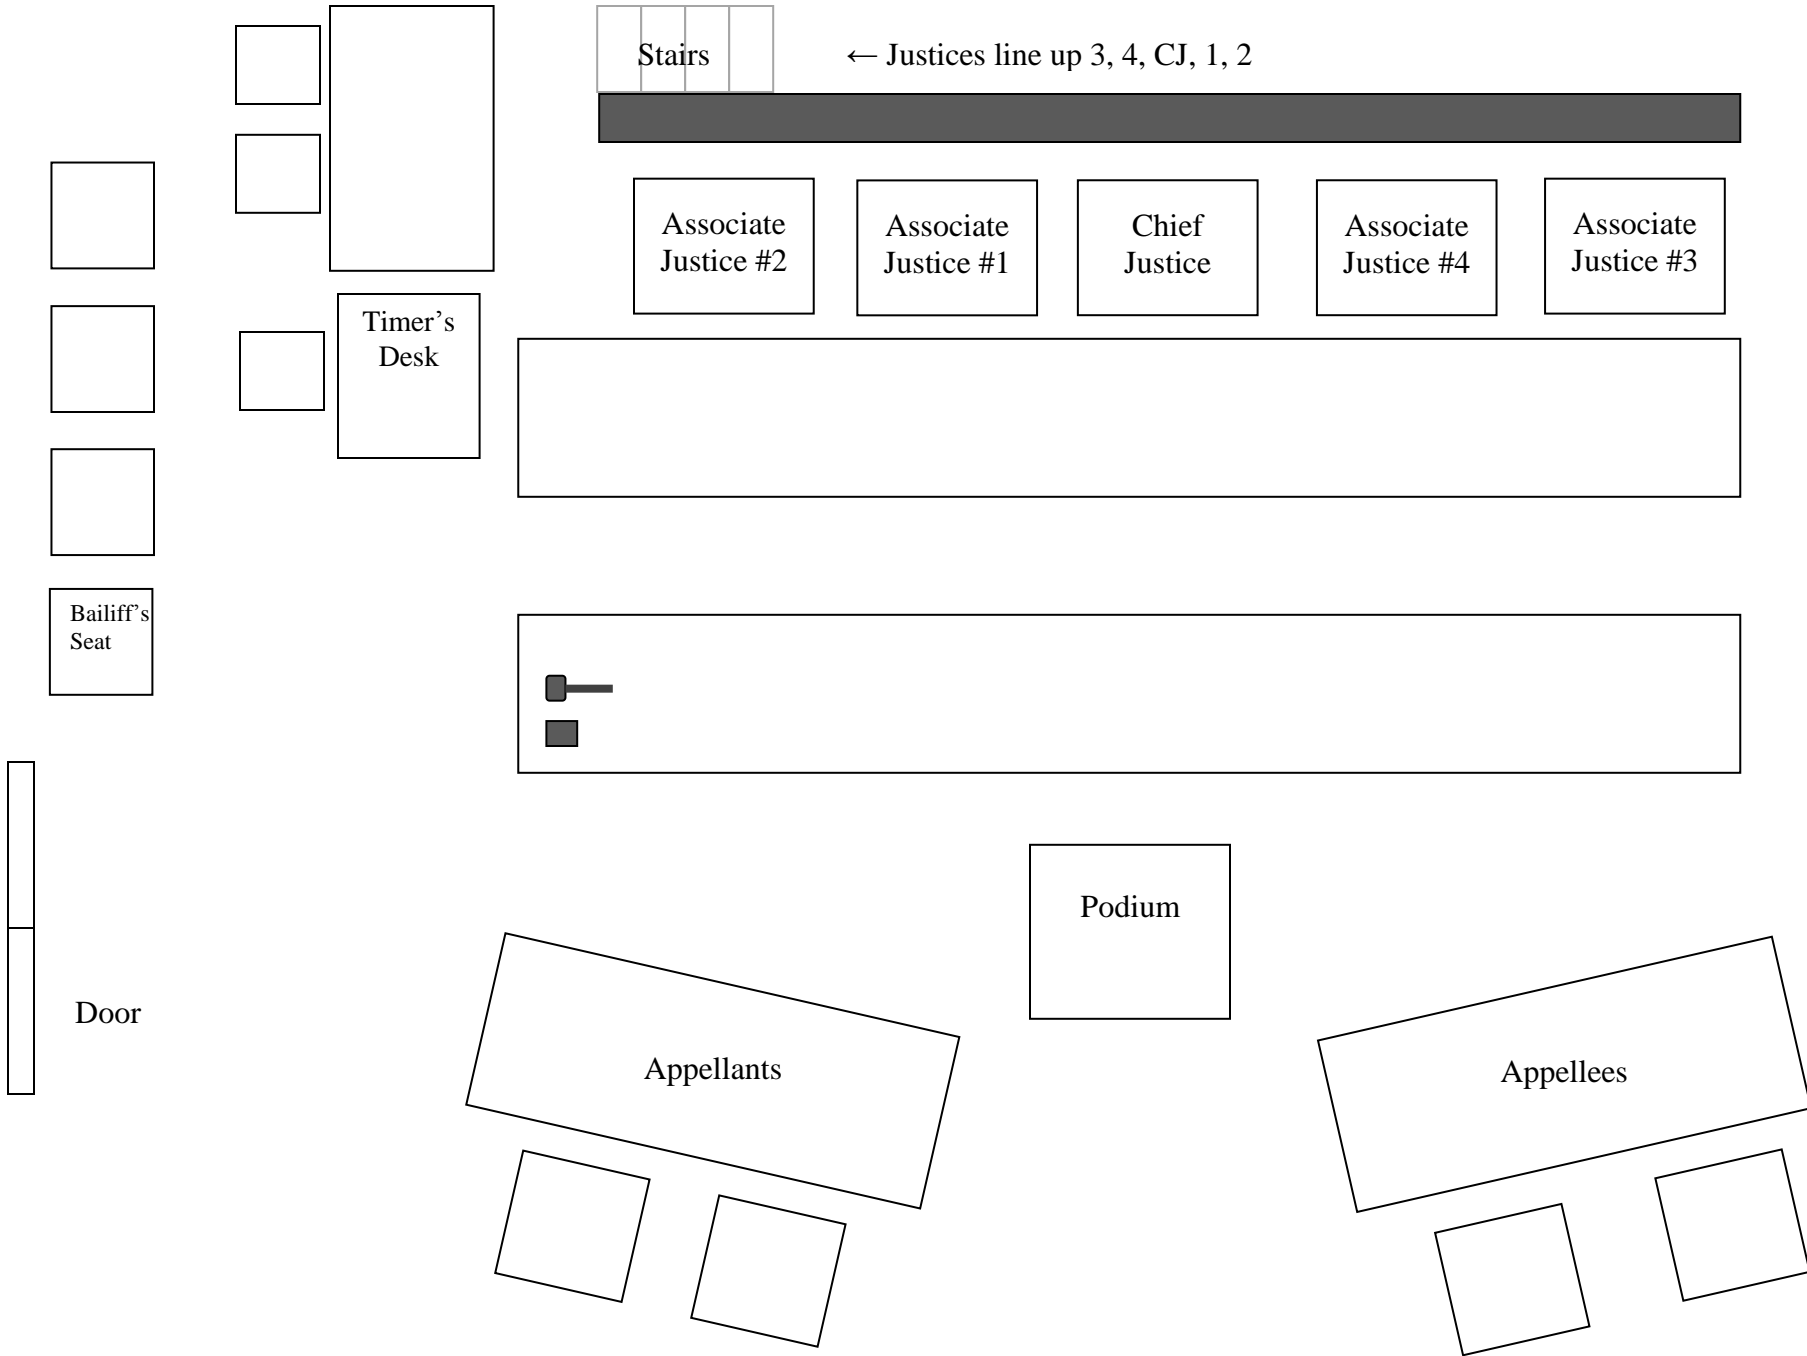 Stairs
← Justices line up 3, 4, CJ, 1, 2
Associate
Justice #2
Associate
Justice #1
Chief
Justice
Associate
Justice #4
Associate
Justice #3
Timer’s
Desk
Bailiff’s
Seat
Podium
Door
Appellants
Appellees